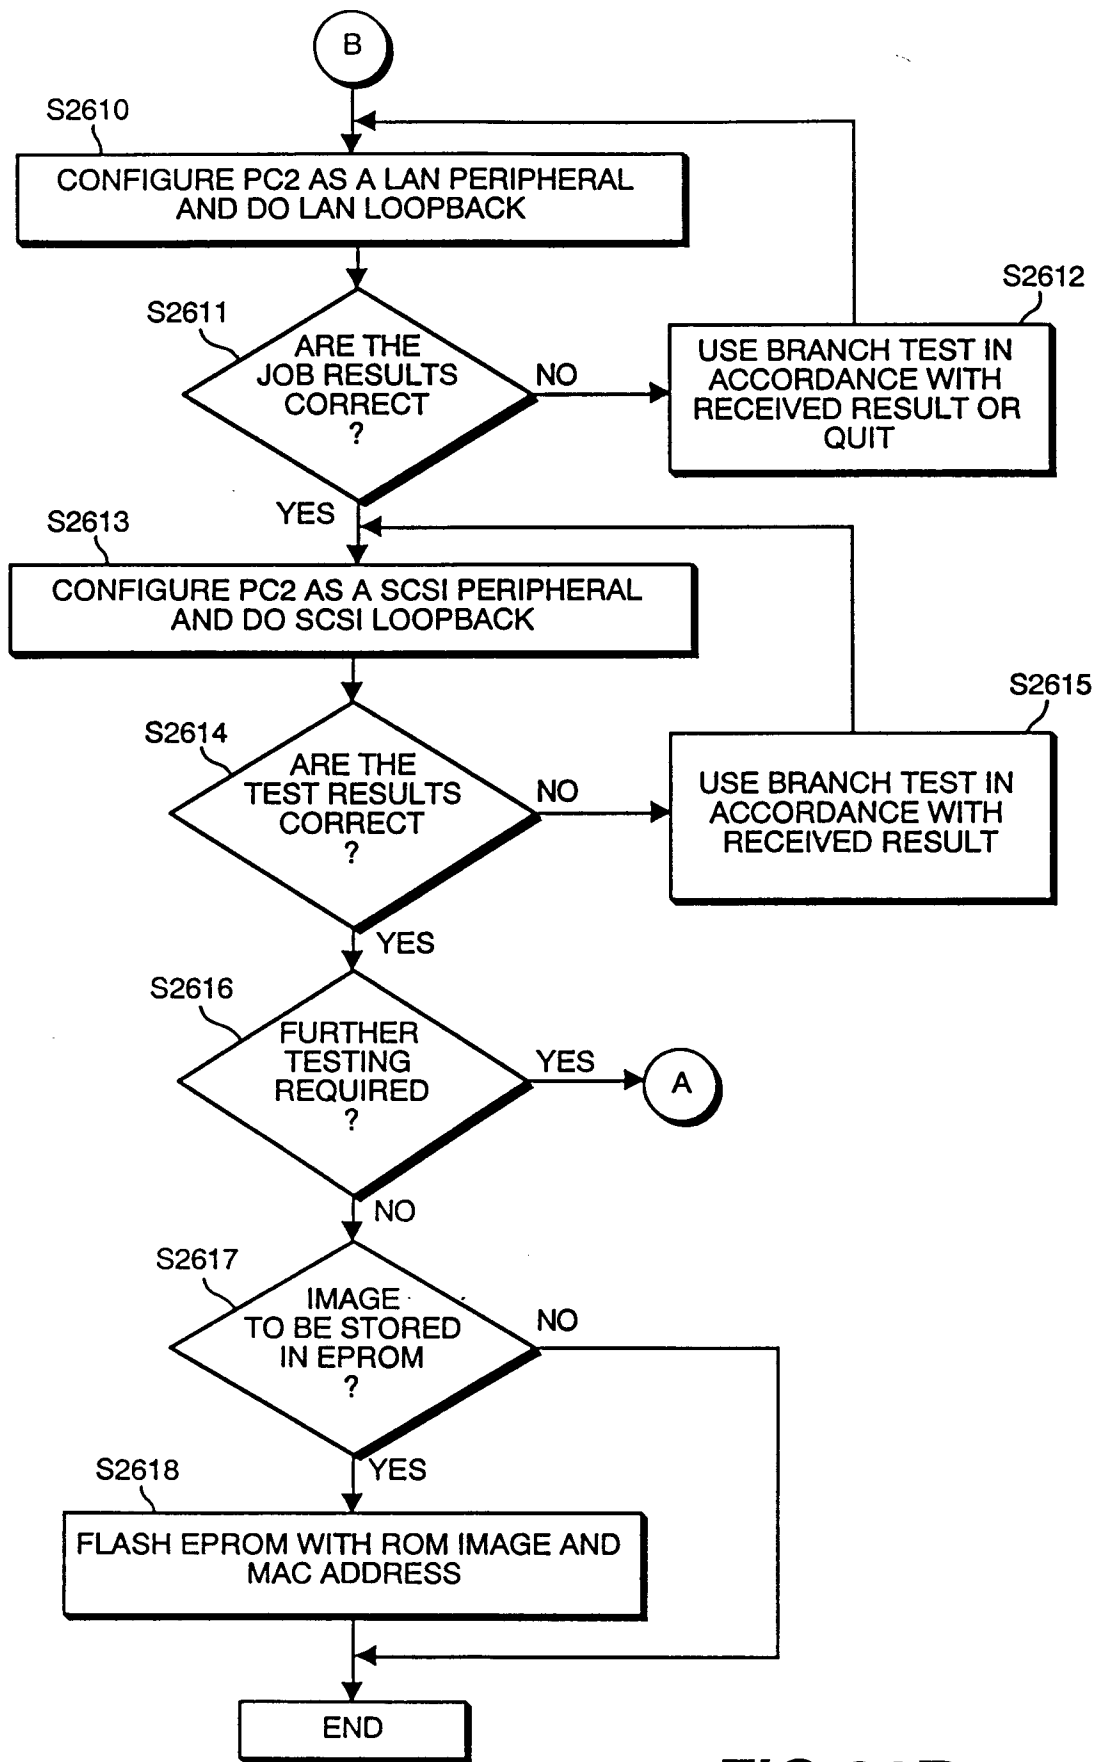 B
S2610
CONFIGURE PC2 AS A LAN PERIPHERAL
AND DO LAN LOOPBACK
S2611
ARE THE
JOB RESULTS
CORRECT
?
NO
S2612
USE BRANCH TEST IN
ACCORDANCE WITH
RECEIVED RESULT OR
QUIT
YES
S2613
CONFIGURE PC2 AS A SCSI PERIPHERAL
AND DO SCSI LOOPBACK
S2614
ARE THE
TEST RESULTS
CORRECT
?
NO
S2615
USE BRANCH TEST IN
ACCORDANCE WITH
RECEIVED RESULT
YES
S2616
FURTHER
TESTING
REQUIRED
?
YES
A
NO
S2617
IMAGE
TO BE STORED
IN EPROM
?
NO
YES
S2618
FLASH EPROM WITH ROM IMAGE AND
MAC ADDRESS
END